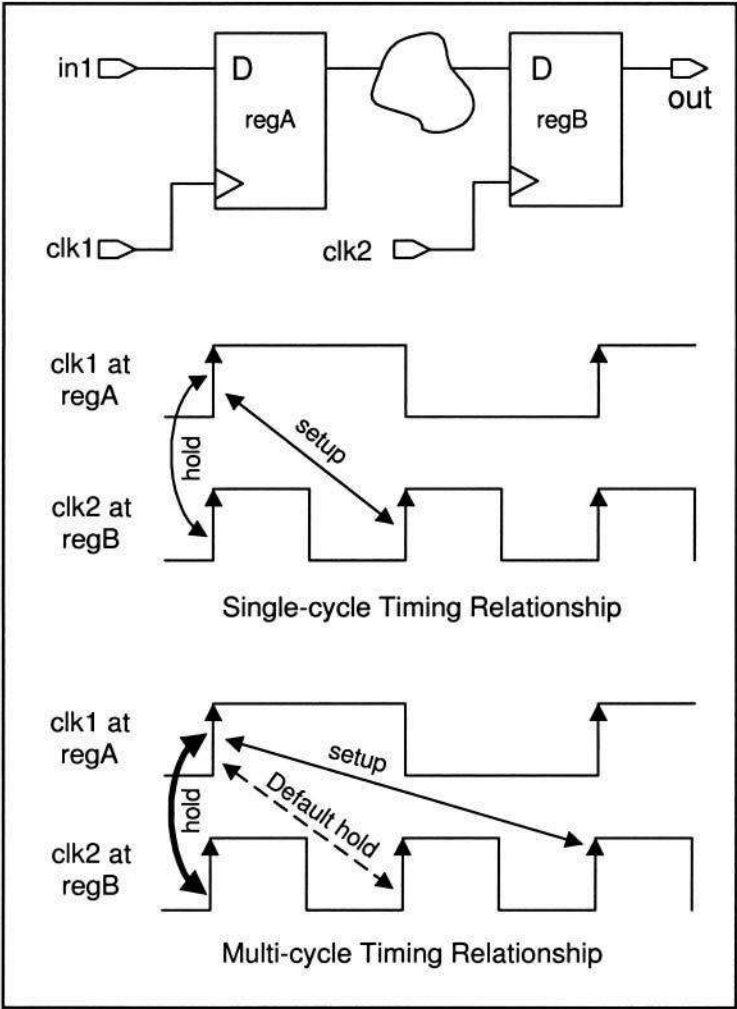 in1
D
regA
D
regB
out
clk1
clk2
clk1 at
regA
hold
setup
clk2 at
regB
Single-cycle Timing Relationship
clk1 at
regA
hold
setup
Default hold
clk2 at
regB
Multi-cycle Timing Relationship